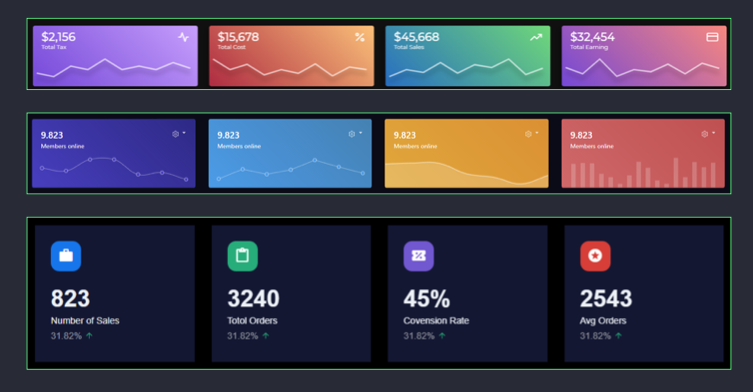 $2,156
Total Tax
$15,678
Total Cost
$45,668
Total Sales
$32,454
Total Earning
9.823
Members online
9.823
Members online
9.823
Members online
9.823
Members online
823
Number of Sales
31.82%
3240
Totol Orders
31.82%
45%
Covension Rate
31.82%
2543
Avg Orders
31.82%